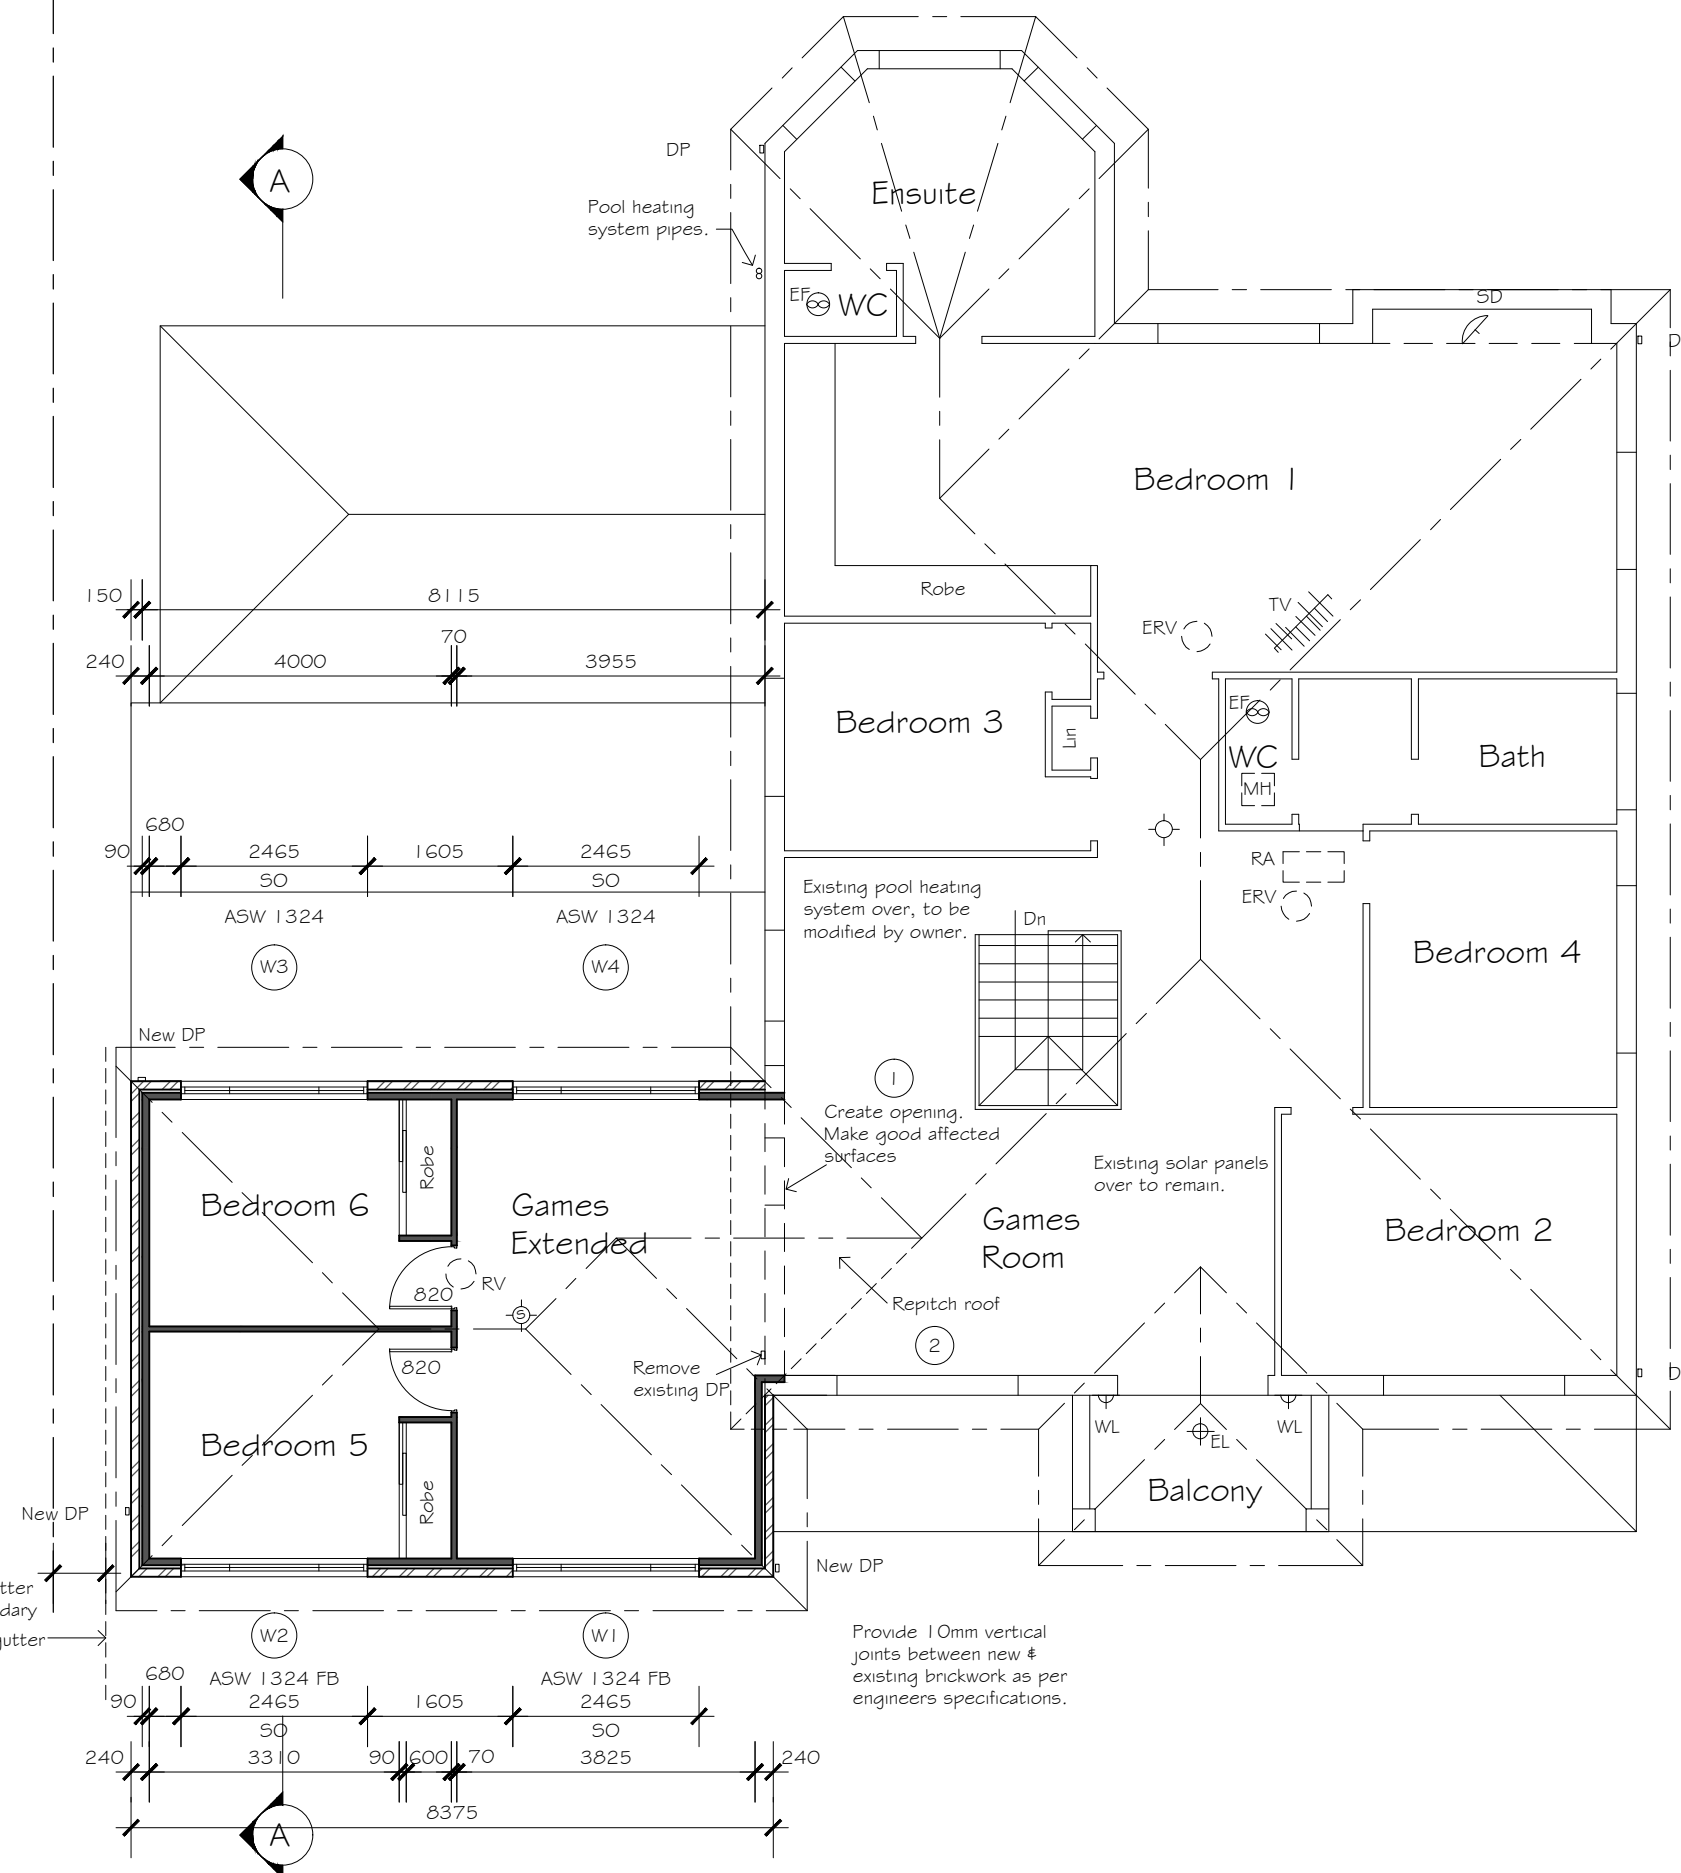 DP
A
Pool heating
system pipes.
Ensuite
EF
WC
SD
D
Bedroom 1
Robe
150
8115
70
240
4000
3955
TV
ERV
Bedroom 3
Lin
EF
WC
MH
Bath
680
90
2465
1605
2465
SO
SO
ASW 1324
ASW 1324
W3
W4
RA
ERV
Existing pool heating
system over, to be
modified by owner.
Dn
Bedroom 4
New DP
1
Create opening.
Make good affected
surfaces
Existing solar panels
over to remain.
Robe
Bedroom 6
Games
Extended
Games
Room
Bedroom 2
RV
820
S
Repitch roof
2
820
Remove
existing DP
D
WL
WL
EL
Bedroom 5
Robe
Balcony
New DP
New DP
tter
dary
utter
W2
W1
Provide 10mm vertical
joints between new &
existing brickwork as per
engineers specifications.
680
ASW 1324 FB
ASW 1324 FB
90
2465
1605
2465
SO
SO
240
3310
90
600
70
3825
240
8375
A